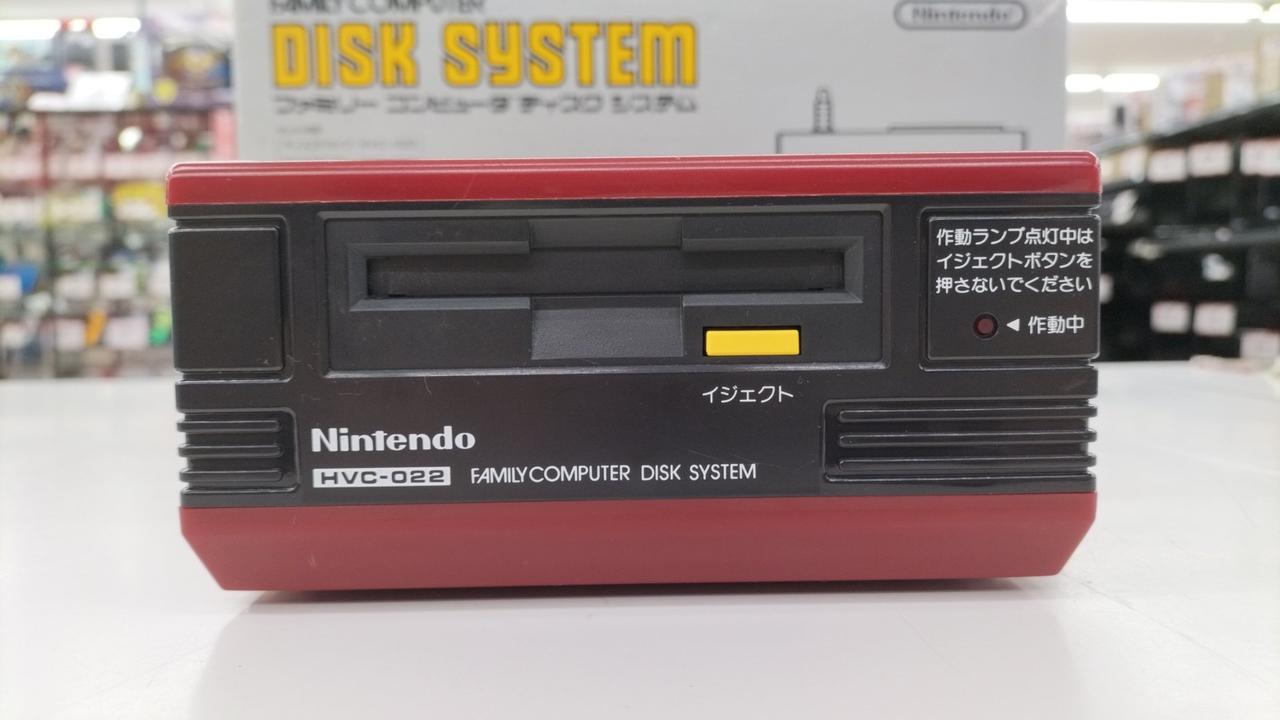 FAMILY COMPUTER
Nintendo
DISK SYSTEM
ファミリー コンピュータ ディスク システム
作動ランプ点灯中は
イジェクトボタンを
押さないでください
◀ 作動中
イジェクト
Nintendo
HVC-022 FAMILY COMPUTER DISK SYSTEM